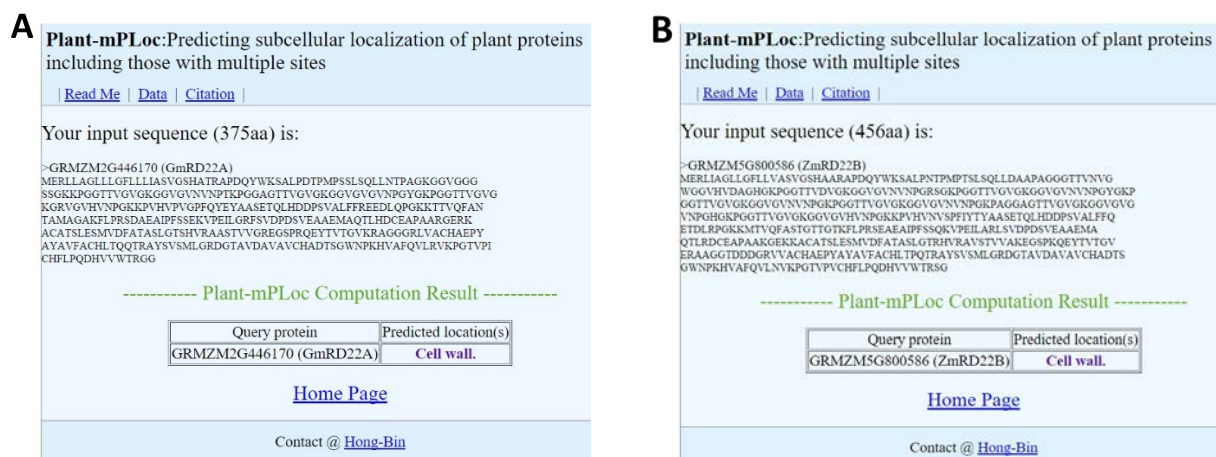 A
Plant-mPLoc:Predicting subcellular localization of plant proteins
including those with multiple sites
| Read Me | Data | Citation |
Your input sequence (375aa) is:
>GRMZM2G446170 (GmRD22A)
MERLLAGLLLGFLLLIASVGSHATRAPDQYWKSALPDTPMPSSLSQLLNTPAGKGGVGGG
SSGKKPGGTTVGVGKGGVGVNVNPTKPGGAGTTVGVGKGGVGVGVNPGYGKPGGTTVGVG
KGRVGVHVNPGKKPVHVPVGPFQYEYAASETQLHDDPSVALFFREEDLQPGKKTTVQFAN
TAMAGAKFLPRSDAEAIPFSSEKVPEILGRFSVDPDSVEAAEMAQTLHDCEAPAARGERK
ACATSLESMVDFATASLGTSHVRAASTVVGREGSPRQEYTVTGVKRAGGGRLVACHAEPY
AYAVFACHLTQQTRAYSVSMLGRDGTAVDAVAVCHADTSGWNPKHVAFQVLRVKPGTVPI
CHFLPQDHVVWTRGG
----------- Plant-mPLoc Computation Result -----------
Query protein Predicted location(s)
GRMZM2G446170 (GmRD22A) Cell wall.
Home Page
Contact @ Hong-Bin
B
Plant-mPLoc:Predicting subcellular localization of plant proteins
including those with multiple sites
| Read Me | Data | Citation |
Your input sequence (456aa) is:
>GRMZM5G800586 (ZmRD22B)
MERLIAGLLGFLLVASVGSHAARAPDQYWKSALPNTPMPTSLSQLLDAAPAGGGTTVNVG
WGGVHVDAGHGKPGGTTVDVGKGGVGVNVNPGRSGKPGGTTVGVGKGGVGVNVNPGYGKP
GGTTVGVGKGGVGVNVNPGKPGGTTVGVGKGGVGVNVNPGKPAGGAGTTVGVGKGGVGVG
VNPGHGKPGGTTVGVGKGGVGVHVNPGKKPVHVNVSPFIYTYAASETQLHDDPSVALFFQ
ETDLRPGKKMTVQFASTGTTGTKFLPRSEAEAIPFSSQKVPEILARLSVDPDSVEAAEMA
QTLRDCEAPAAKGEKKACATSLESMVDFATASLGTRHVRAVSTVVAKEGSPKQEYTVTGV
ERAAGGTDDDGRVVACHAEPYAYAVFACHLTPQTRAYSVSMLGRDGTAVDAVAVCHADTS
GWNPKHVAFQVLNVKPGTVPVCHFLPQDHVVWTRSG
----------- Plant-mPLoc Computation Result -----------
Query protein Predicted location(s)
GRMZM5G800586 (ZmRD22B) Cell wall.
Home Page
Contact @ Hong-Bin